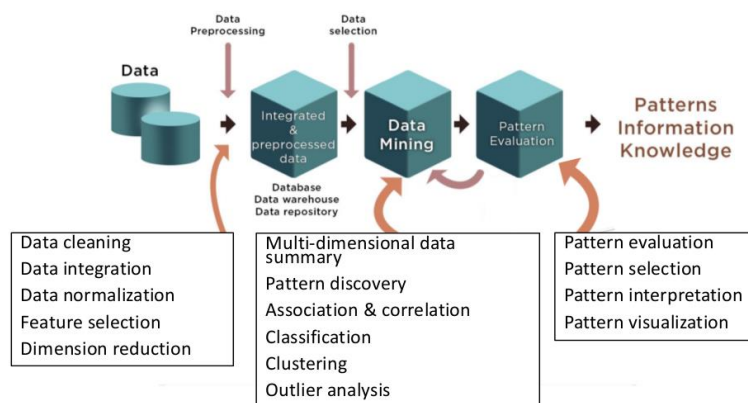 Data
Preprocessing
Data
selection
Data
Integrated
&
preprocessed
data
Data
Mining
Pattern
Evaluation
Patterns
Information
Knowledge
Database
Data warehouse
Data repository
Data cleaning
Data integration
Data normalization
Feature selection
Dimension reduction
Multi-dimensional data
summary
Pattern discovery
Association & correlation
Classification
Clustering
Outlier analysis
Pattern evaluation
Pattern selection
Pattern interpretation
Pattern visualization